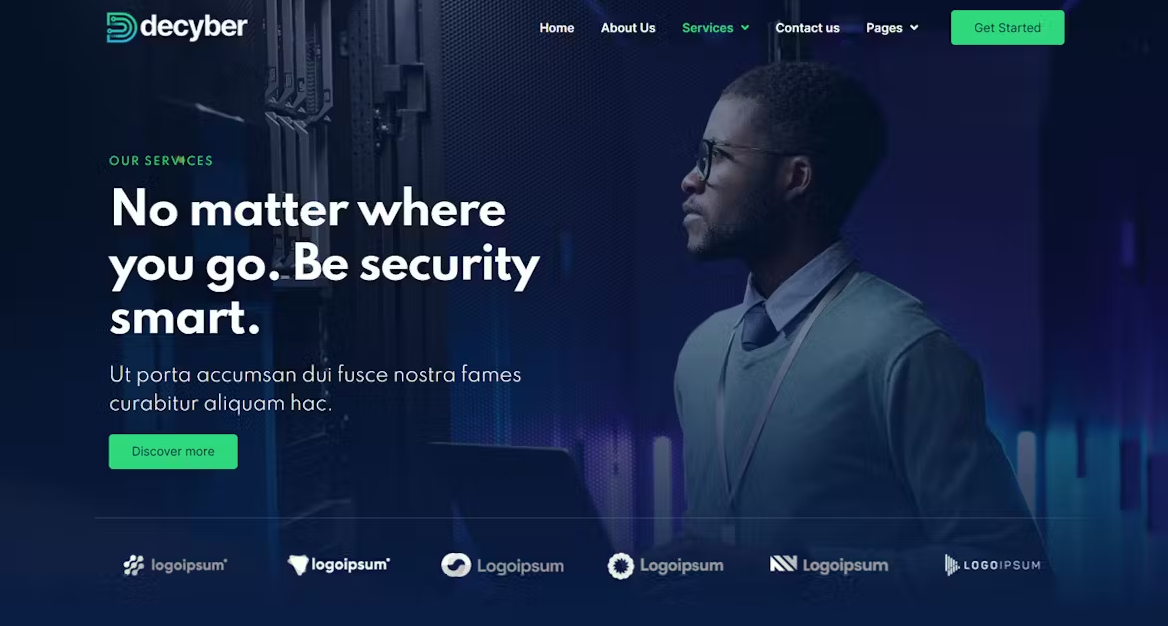 decyber
Home About Us Services Contact us Pages Get Started
OUR SERVICES
No matter where
you go. Be security
smart.
Ut porta accumsan dui fusce nostra fames
curabitur aliquam hac.
Discover more
logoipsum® logoipsum® Logoipsum Logoipsum Logoipsum LOGOIPSUM